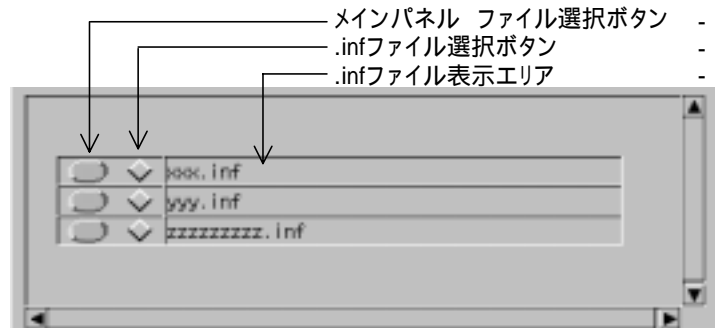 メインパネル ファイル選択ボタン -
.infファイル選択ボタン -
.infファイル表示エリア -
xxx.inf
yyy.inf
zzzzzzzzz.inf